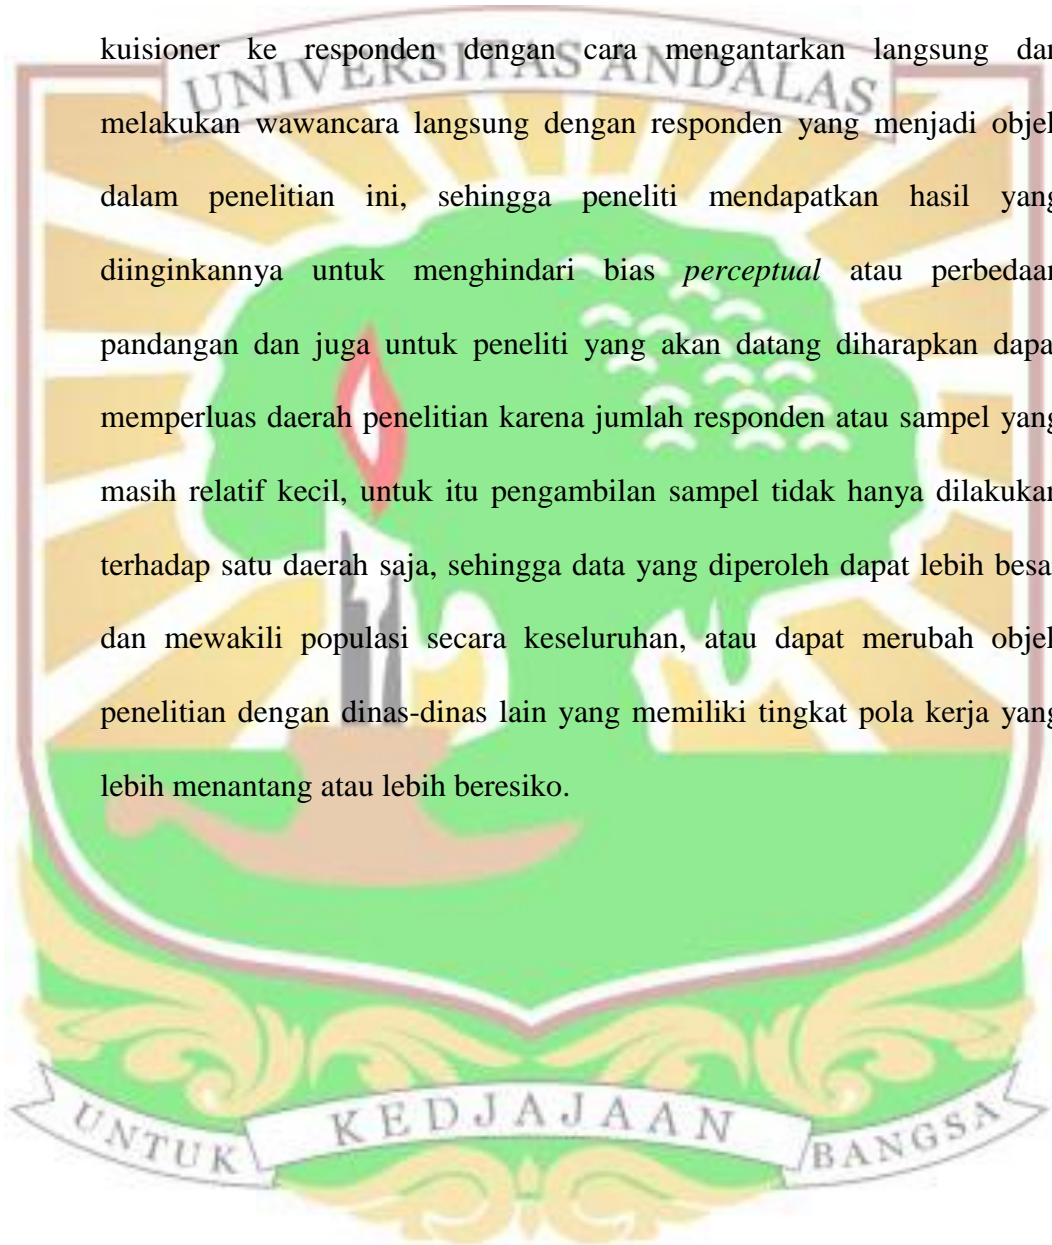 kuisioner ke responden dengan cara mengantarkan langsung dan
UNIVERSITAS ANDALAS
melakukan wawancara langsung dengan responden yang menjadi objek
dalam penelitian ini, sehingga peneliti mendapatkan hasil yang
diinginkannya untuk menghindari bias perceptual atau perbedaan
pandangan dan juga untuk peneliti yang akan datang diharapkan dapa
memperluas daerah penelitian karena jumlah responden atau sampel yang
masih relatif kecil, untuk itu pengambilan sampel tidak hanya dilakukan
terhadap satu daerah saja, sehingga data yang diperoleh dapat lebih besa
dan mewakili populasi secara keseluruhan, atau dapat merubah objek
penelitian dengan dinas-dinas lain yang memiliki tingkat pola kerja yang
lebih menantang atau lebih beresiko.
UNTUK KEDJAJAAN BANGSA